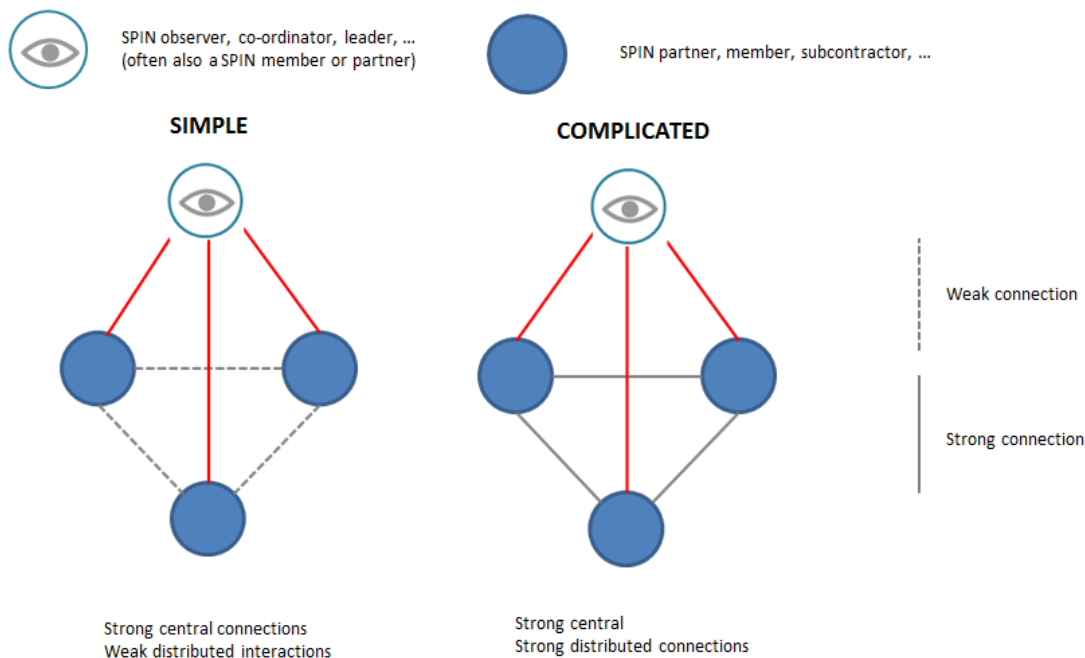 SPIN observer, co-ordinator, leader, ...
(often also a SPIN member or partner)
SPIN partner, member, subcontractor, ...
SIMPLE
COMPLICATED
Weak connection
Strong connection
Strong central connections
Weak distributed interactions
Strong central
Strong distributed connections